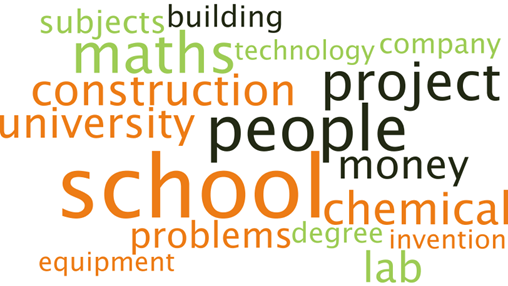 subjects building
maths technology company
construction project
university people
school money
chemical
problems degree invention
equipment lab